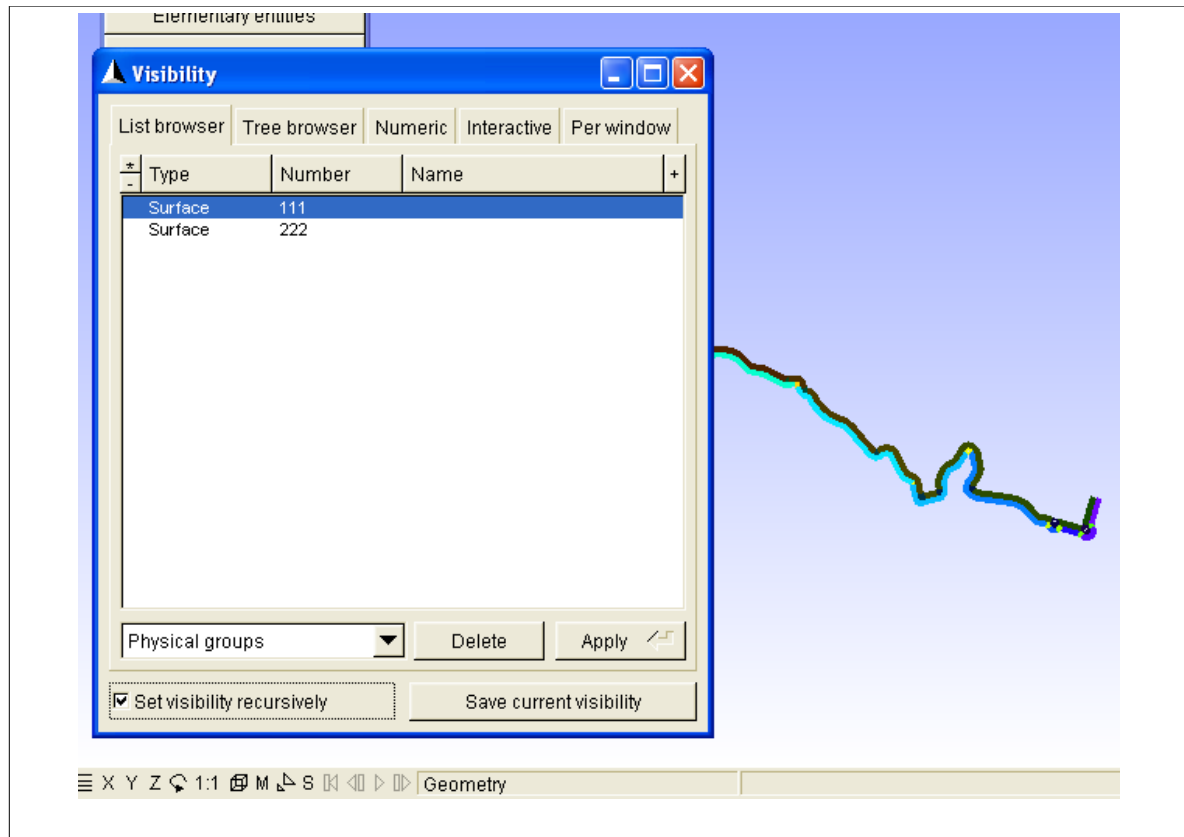 Elementary entities
Visibility
List browser Tree browser Numeric Interactive Per window
* - Type Number Name +
Surface 111
Surface 222
Physical groups Delete Apply
Set visibility recursively Save current visibility
X Y Z 1:1 M S Geometry